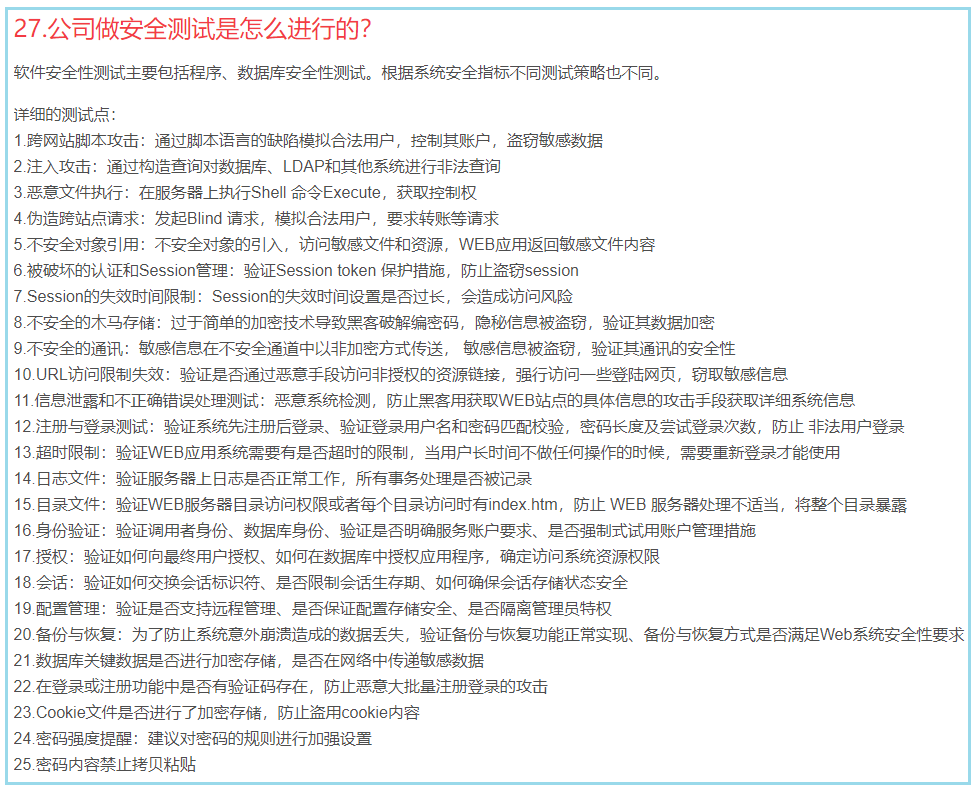 27.公司做安全测试是怎么进行的？
软件安全性测试主要包括程序、数据库安全性测试。根据系统安全指标不同测试策略也不同。
详细的测试点：
1.跨网站脚本攻击：通过脚本语言的缺陷模拟合法用户，控制其账户，盗窃敏感数据
2.注入攻击：通过构造查询对数据库、LDAP和其他系统进行非法查询
3.恶意文件执行：在服务器上执行Shell 命令Execute，获取控制权
4.伪造跨站点请求：发起Blind 请求，模拟合法用户，要求转账等请求
5.不安全对象引用：不安全对象的引入，访问敏感文件和资源，WEB应用返回敏感文件内容
6.被破坏的认证和Session管理：验证Session token 保护措施，防止盗窃session
7.Session的失效时间限制：Session的失效时间设置是否过长，会造成访问风险
8.不安全的木马存储：过于简单的加密技术导致黑客破解编密码，隐秘信息被盗窃，验证其数据加密
9.不安全的通讯：敏感信息在不安全通道中以非加密方式传送， 敏感信息被盗窃，验证其通讯的安全性
10.URL访问限制失效：验证是否通过恶意手段访问非授权的资源链接，强行访问一些登陆网页，窃取敏感信息
11.信息泄露和不正确错误处理测试：恶意系统检测，防止黑客用获取WEB站点的具体信息的攻击手段获取详细系统信息
12.注册与登录测试：验证系统先注册后登录、验证登录用户名和密码匹配校验，密码长度及尝试登录次数，防止 非法用户登录
13.超时限制：验证WEB应用系统需要有是否超时的限制，当用户长时间不做任何操作的时候，需要重新登录才能使用
14.日志文件：验证服务器上日志是否正常工作，所有事务处理是否被记录
15.目录文件：验证WEB服务器目录访问权限或者每个目录访问时有index.htm，防止 WEB 服务器处理不适当，将整个目录暴露
16.身份验证：验证调用者身份、数据库身份、验证是否明确服务账户要求、是否强制式试用账户管理措施
17.授权：验证如何向最终用户授权、如何在数据库中授权应用程序，确定访问系统资源权限
18.会话：验证如何交换会话标识符、是否限制会话生存期、如何确保会话存储状态安全
19.配置管理：验证是否支持远程管理、是否保证配置存储安全、是否隔离管理员特权
20.备份与恢复：为了防止系统意外崩溃造成的数据丢失，验证备份与恢复功能正常实现、备份与恢复方式是否满足Web系统安全性要求
21.数据库关键数据是否进行加密存储，是否在网络中传递敏感数据
22.在登录或注册功能中是否有验证码存在，防止恶意大批量注册登录的攻击
23.Cookie文件是否进行了加密存储，防止盗用cookie内容
24.密码强度提醒：建议对密码的规则进行加强设置
25.密码内容禁止拷贝粘贴